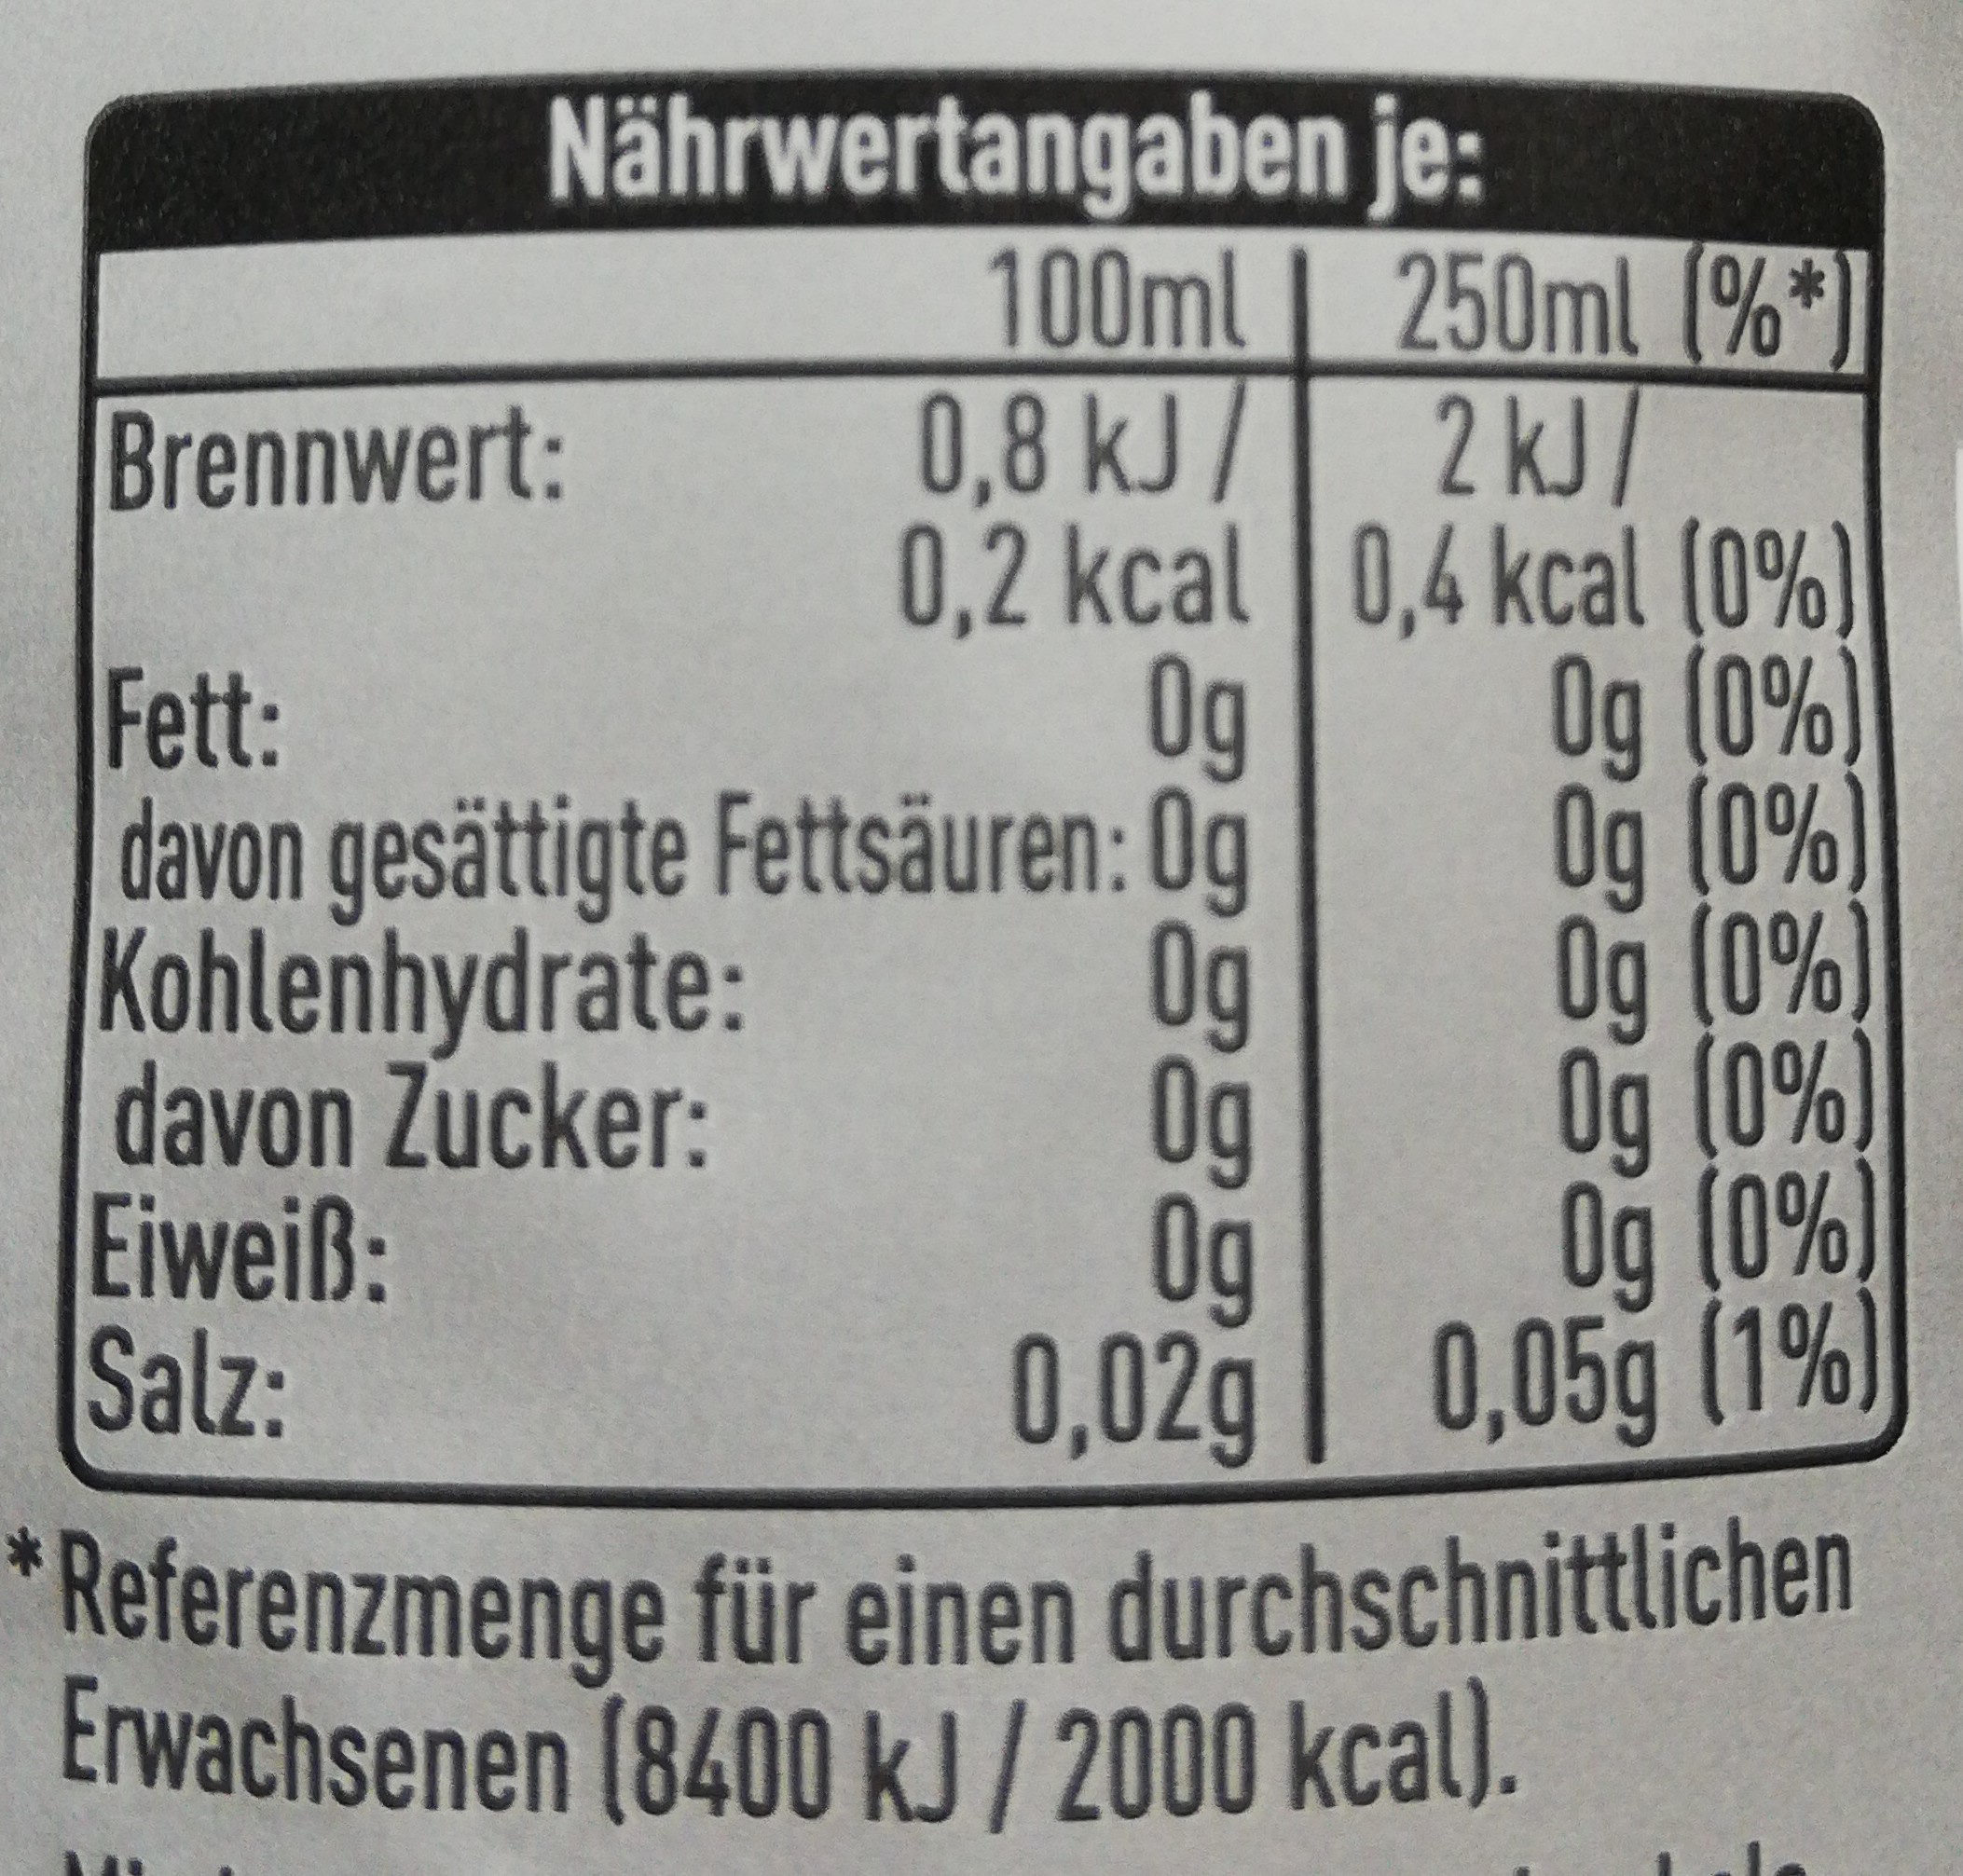 Nährwertangaben je:
100ml 250ml (%*)
Brennwert: 0,8 kJ / 2 kJ /
0,2 kcal 0,4 kcal (0%)
Fett: 0g 0g (0%)
davon gesättigte Fettsäuren: 0g 0g (0%)
Kohlenhydrate: 0g 0g (0%)
davon Zucker: 0g 0g (0%)
Eiweiß: 0g 0g (0%)
Salz: 0,02g 0,05g (1%)
* Referenzmenge für einen durchschnittlichen
Erwachsenen (8400 kJ / 2000 kcal).